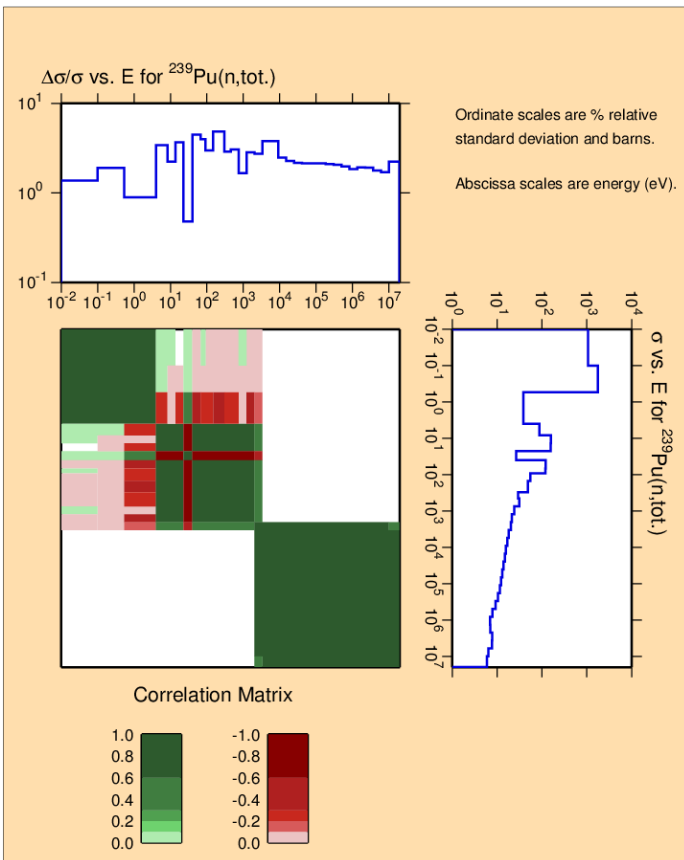 Δσ/σ vs. E for ²³⁹Pu(n,tot.)
Ordinate scales are % relative
standard deviation and barns.
Abscissa scales are energy (eV).
10¹
10⁰
10⁻¹
10⁻² 10⁻¹ 10⁰ 10¹ 10² 10³ 10⁴ 10⁵ 10⁶ 10⁷
10⁰ 10¹ 10² 10³ 10⁴
σ vs. E for ²³⁹Pu(n,tot.)
10⁻²
10⁻¹
10⁰
10¹
10²
10³
10⁴
10⁵
10⁶
10⁷
Correlation Matrix
1.0 -1.0
0.8 -0.8
0.6 -0.6
0.4 -0.4
0.2 -0.2
0.0 0.0